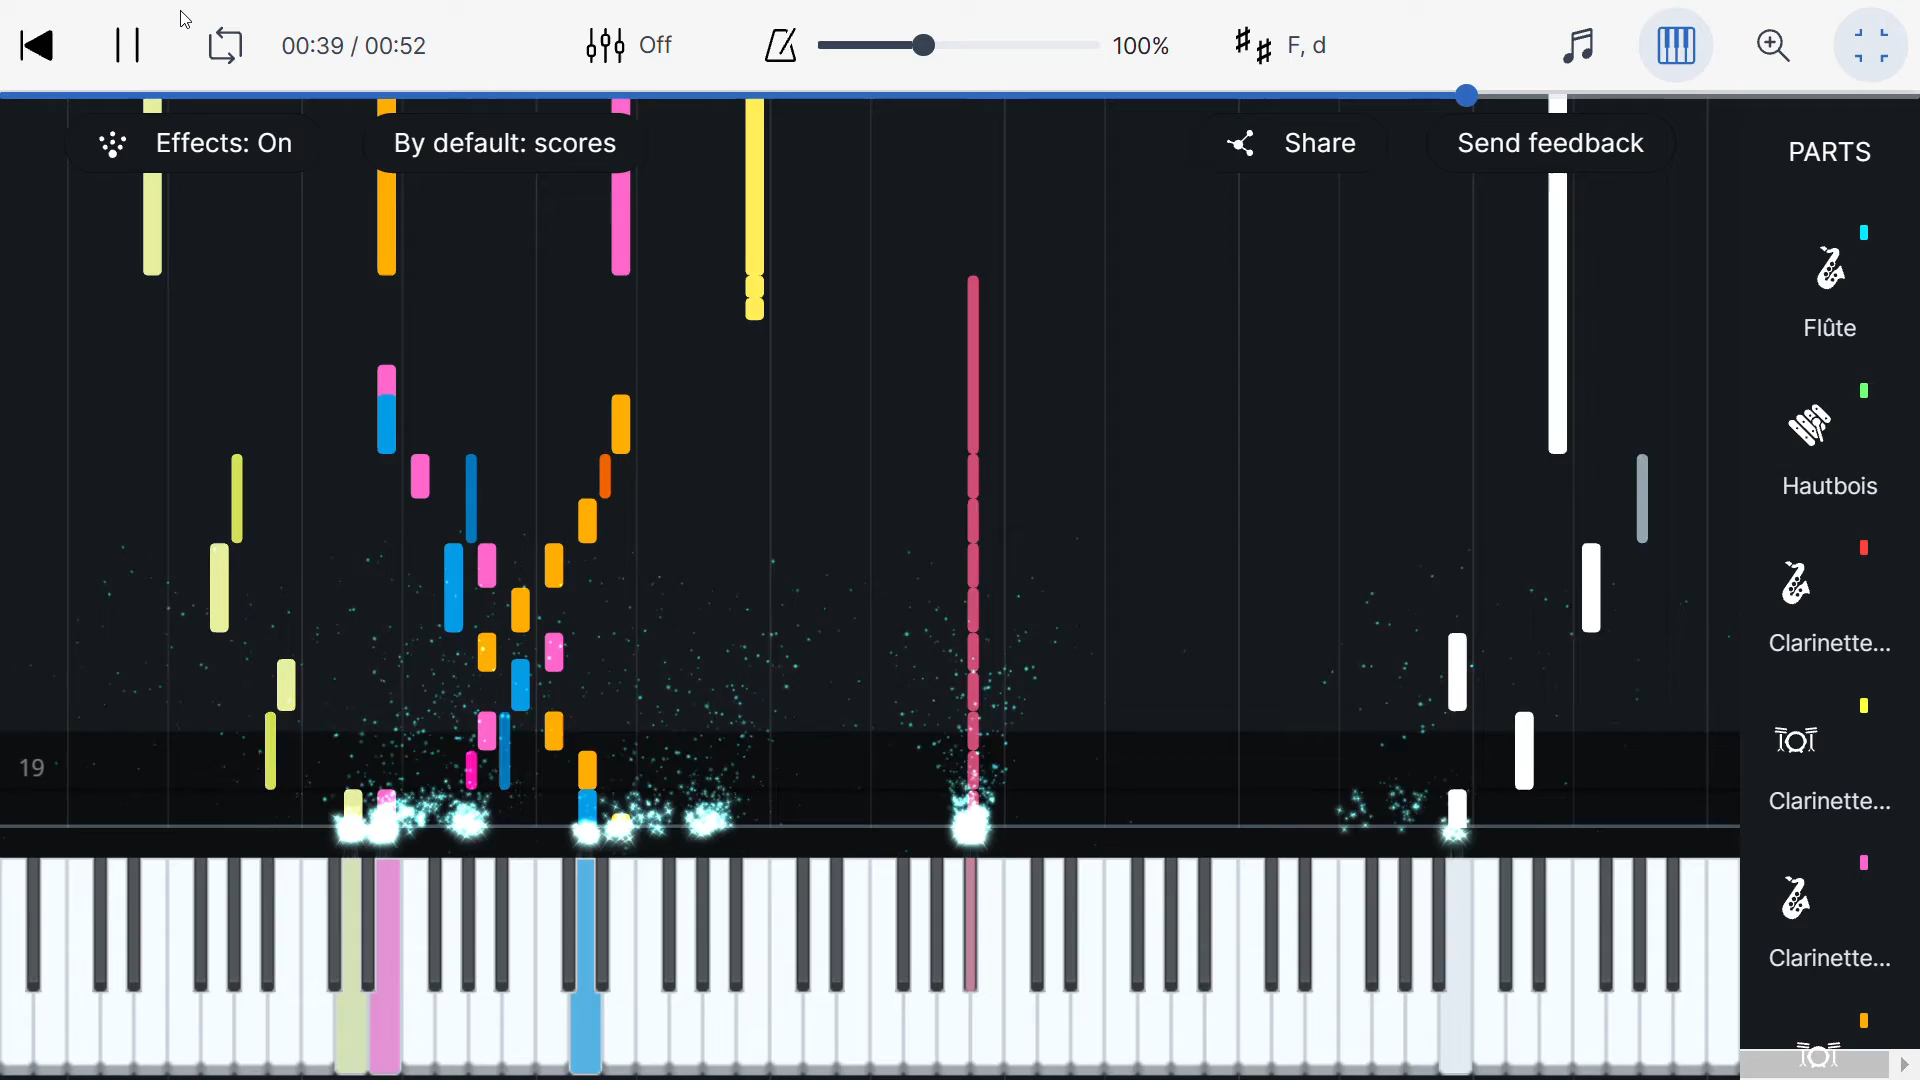 00:39 / 00:52
Off
100%
F, d
Effects: On
By default: scores
Share
Send feedback
PARTS
Flûte
Hautbois
Clarinette...
Clarinette...
Clarinette...
19